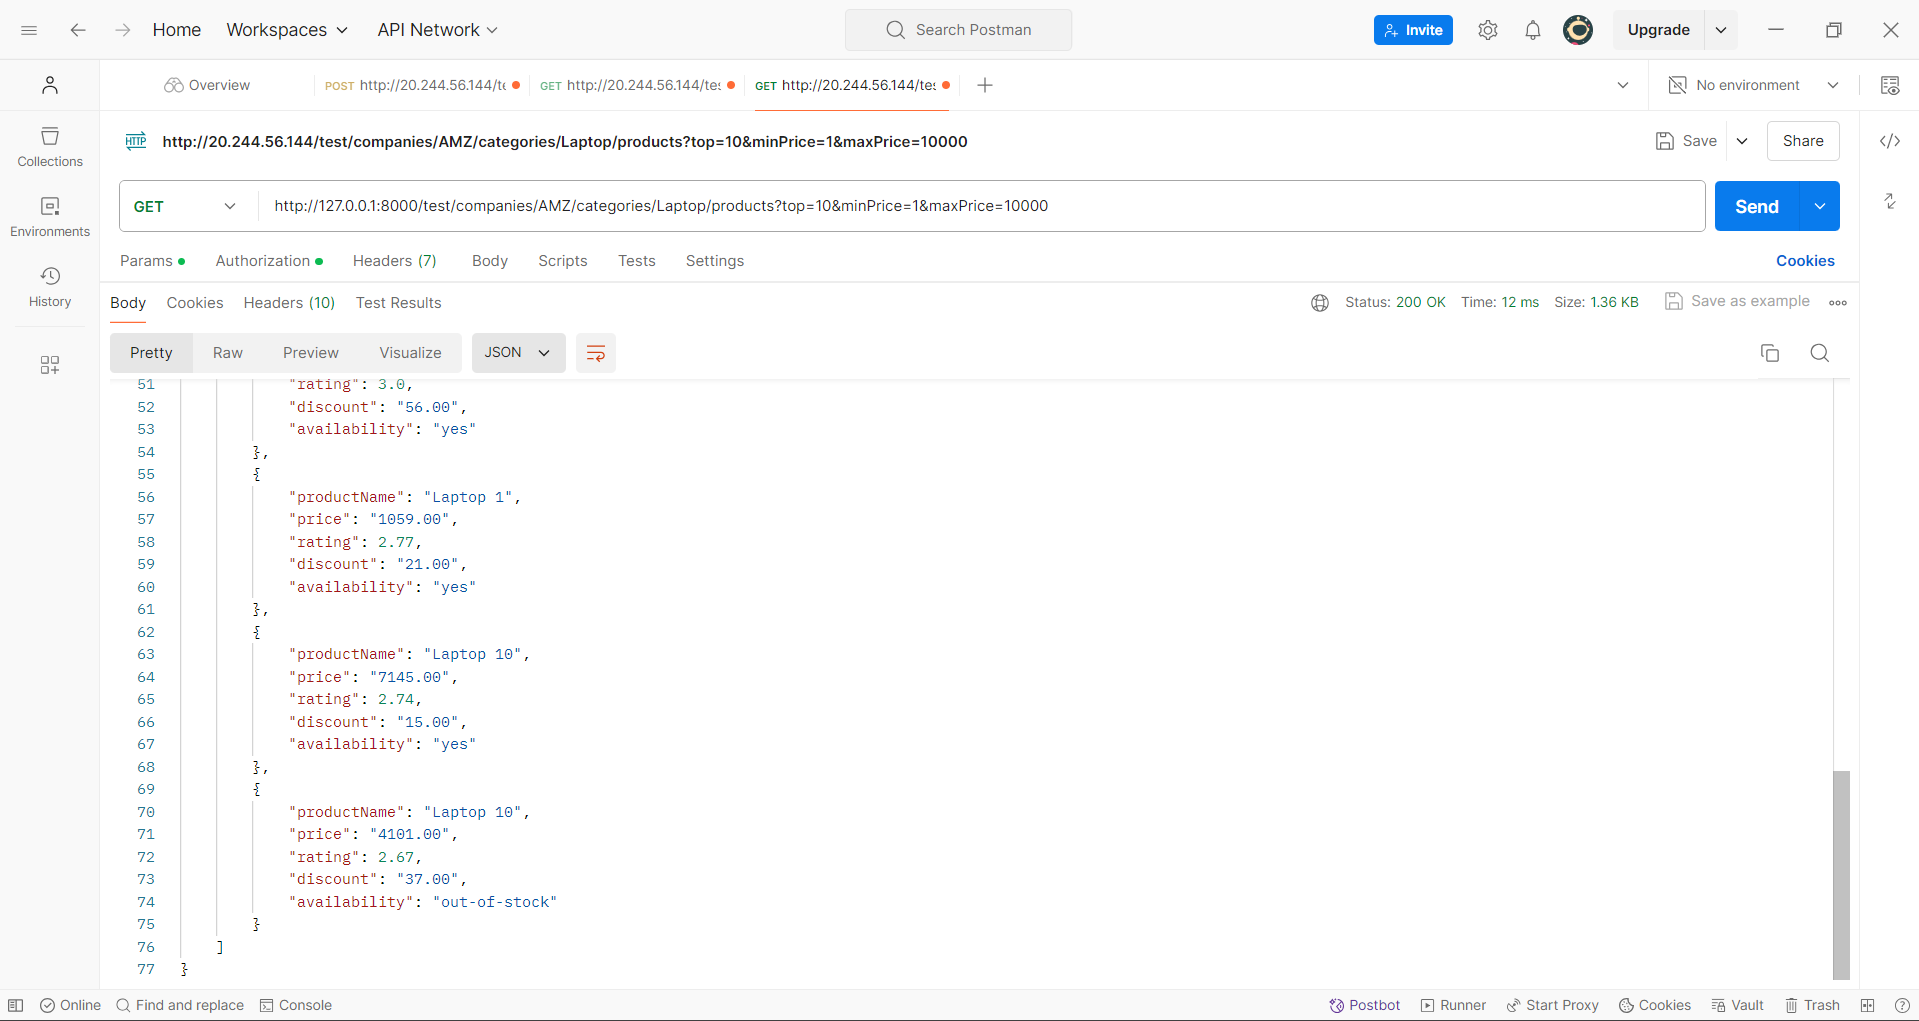 Home Workspaces API Network Search Postman Invite Upgrade
Overview POST http://20.244.56.144/te GET http://20.244.56.144/tes GET http://20.244.56.144/tes No environment
HTTP http://20.244.56.144/test/companies/AMZ/categories/Laptop/products?top=10&minPrice=1&maxPrice=10000 Save Share
Collections
GET http://127.0.0.1:8000/test/companies/AMZ/categories/Laptop/products?top=10&minPrice=1&maxPrice=10000 Send
Environments
Params Authorization Headers (7) Body Scripts Tests Settings Cookies
History
Body Cookies Headers (10) Test Results Status: 200 OK Time: 12 ms Size: 1.36 KB Save as example
Pretty Raw Preview Visualize JSON
51 "rating": 3.0,
52 "discount": "56.00",
53 "availability": "yes"
54 },
55 {
56 "productName": "Laptop 1",
57 "price": "1059.00",
58 "rating": 2.77,
59 "discount": "21.00",
60 "availability": "yes"
61 },
62 {
63 "productName": "Laptop 10",
64 "price": "7145.00",
65 "rating": 2.74,
66 "discount": "15.00",
67 "availability": "yes"
68 },
69 {
70 "productName": "Laptop 10",
71 "price": "4101.00",
72 "rating": 2.67,
73 "discount": "37.00",
74 "availability": "out-of-stock"
75 }
76 ]
77 }
Online Find and replace Console Postbot Runner Start Proxy Cookies Vault Trash